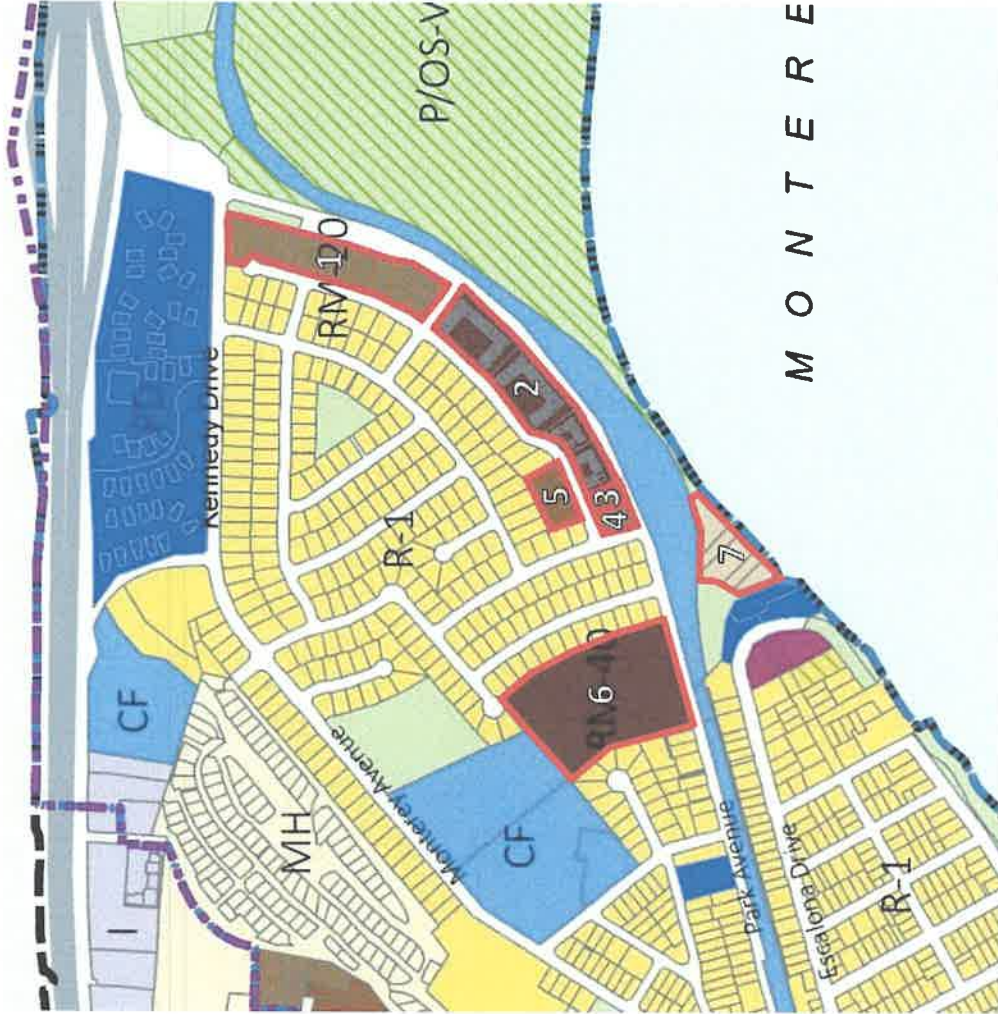 I
CF
Kennedy Drive
MH
RM-20
1
Monterey Avenue
R-1
P/OS-V
CF
2
5
RM-40
6
4
3
7
Park Avenue
Escalona Drive
MONTERE
R-1